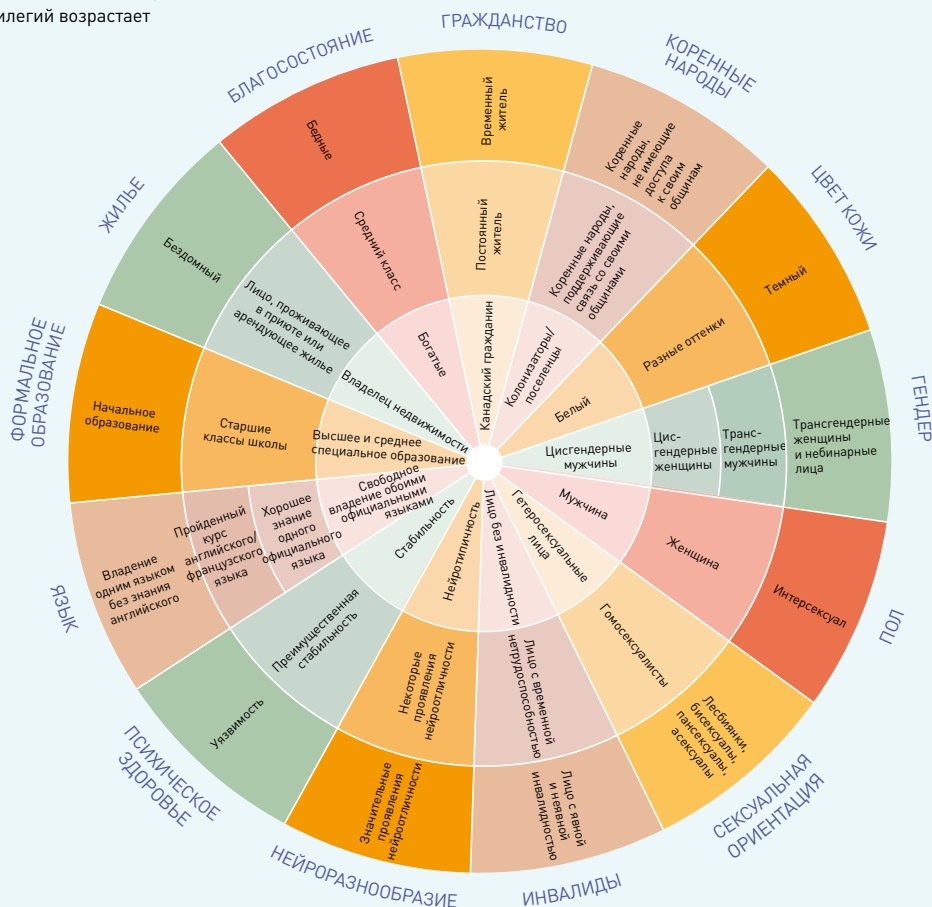 илегий возрастает
ГРАЖДАНСТВО
Временный
житель
Постоянный
житель
Канадский гражданин
КОРЕННЫЕ
НАРОДЫ
Коренные
народы,
не имеющие
доступа
к своим
общинам
Коренные народы,
поддерживающие
связь со своими
общинами
Колонизаторы/
поселенцы
ЦВЕТ КОЖИ
Темный
Разные оттенки
Белый
ГЕНДЕР
Трансгендерные
женщины
и небинарные
лица
Транс-
гендерные
мужчины
Цис-
гендерные
женщины
Цисгендерные
мужчины
ПОЛ
Интерсексуал
Женщина
Мужчина
СЕКСУАЛЬНАЯ
ОРИЕНТАЦИЯ
Лесбиянки,
бисексуалы,
пансексуалы,
асексуалы
Гомосексуалисты
Гетеросексуальные
лица
ИНВАЛИДЫ
Лицо с явной
и неявной
инвалидностью
Лицо с временной
нетрудоспособностью
Лицо без инвалидности
НЕЙРОРАЗНООБРАЗИЕ
Значительные
проявления
нейроотличности
Некоторые
проявления
нейроотличности
Нейротипичность
ПСИХИЧЕСКОЕ
ЗДОРОВЬЕ
Уязвимость
Преимущественная
стабильность
Стабильность
ЯЗЫК
Владение
одним языком
без знания
английского
Пройденный
курс
английского/
французского
языка
Хорошее
знание
одного
официального
языка
Свободное
владение обоими
официальными
языками
ФОРМАЛЬНОЕ
ОБРАЗОВАНИЕ
Начальное
образование
Старшие
классы школы
Высшее и среднее
специальное образование
ЖИЛЬЕ
Бездомный
Лицо, проживающее
в приюте или
арендующее жилье
Владелец недвижимости
БЛАГОСОСТОЯНИЕ
Бедные
Средний класс
Богатые